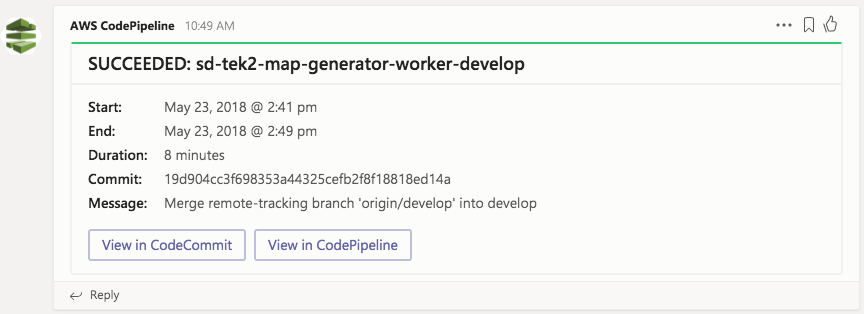 AWS CodePipeline 10:49 AM
SUCCEEDED: sd-tek2-map-generator-worker-develop
Start: May 23, 2018 @ 2:41 pm
End: May 23, 2018 @ 2:49 pm
Duration: 8 minutes
Commit: 19d904cc3f698353a44325cefb2f8f18818ed14a
Message: Merge remote-tracking branch 'origin/develop' into develop
View in CodeCommit View in CodePipeline
Reply